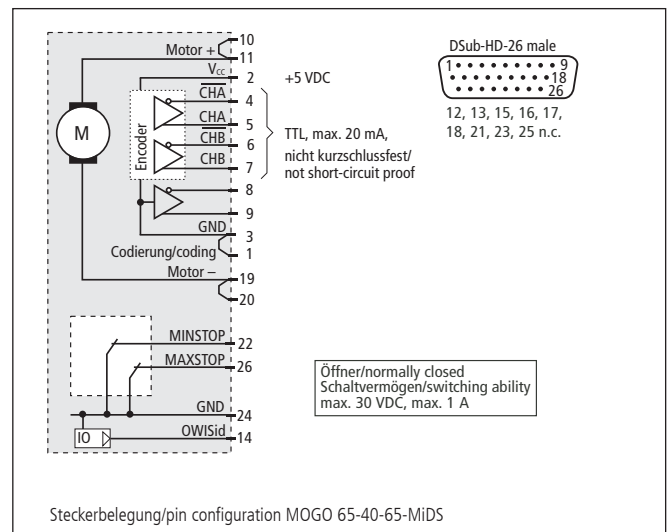 10
Motor +
11
Vcc
2
+5 VDC
CHA
4
CHA
5
CHB
6
CHB
7
TTL, max. 20 mA,
nicht kurzschlussfest/
not short-circuit proof
M
Encoder
8
9
GND
3
Codierung/coding
1
Motor –
19
20
MINSTOP
22
MAXSTOP
26
GND
24
IO
OWISid
14
DSub-HD-26 male
1
9
18
26
12, 13, 15, 16, 17,
18, 21, 23, 25 n.c.
Öffner/normally closed
Schaltvermögen/switching ability
max. 30 VDC, max. 1 A
Steckerbelegung/pin configuration MOGO 65-40-65-MiDS